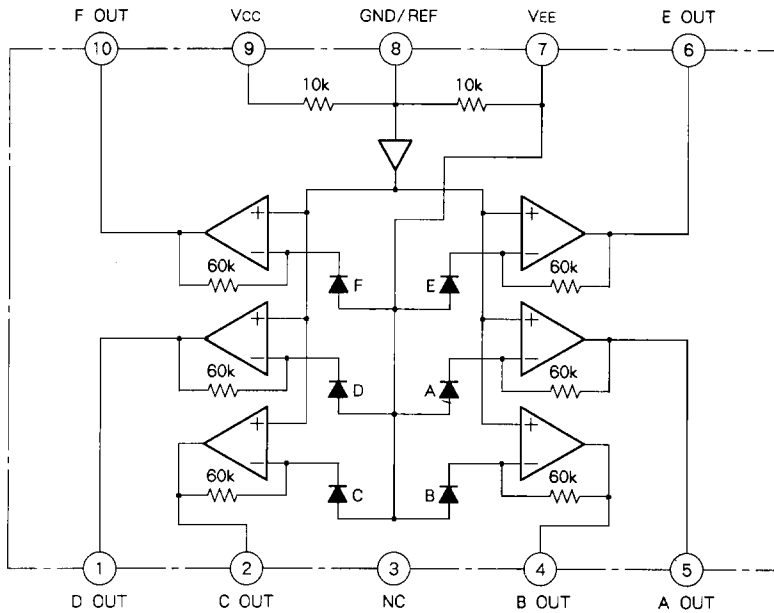 F OUT VCC GND/REF VEE E OUT
10 9 8 7 6
10k 10k
+ +
− −
60k F E 60k
+ +
− −
60k D A 60k
+ +
− −
60k C B 60k
1 2 3 4 5
D OUT C OUT NC B OUT A OUT